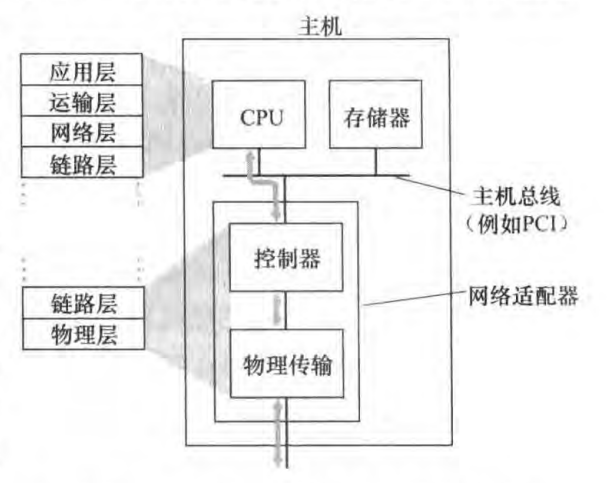 主机
应用层
运输层
网络层
链路层
CPU
存储器
主机总线
（例如PCI）
控制器
链路层
物理层
网络适配器
物理传输